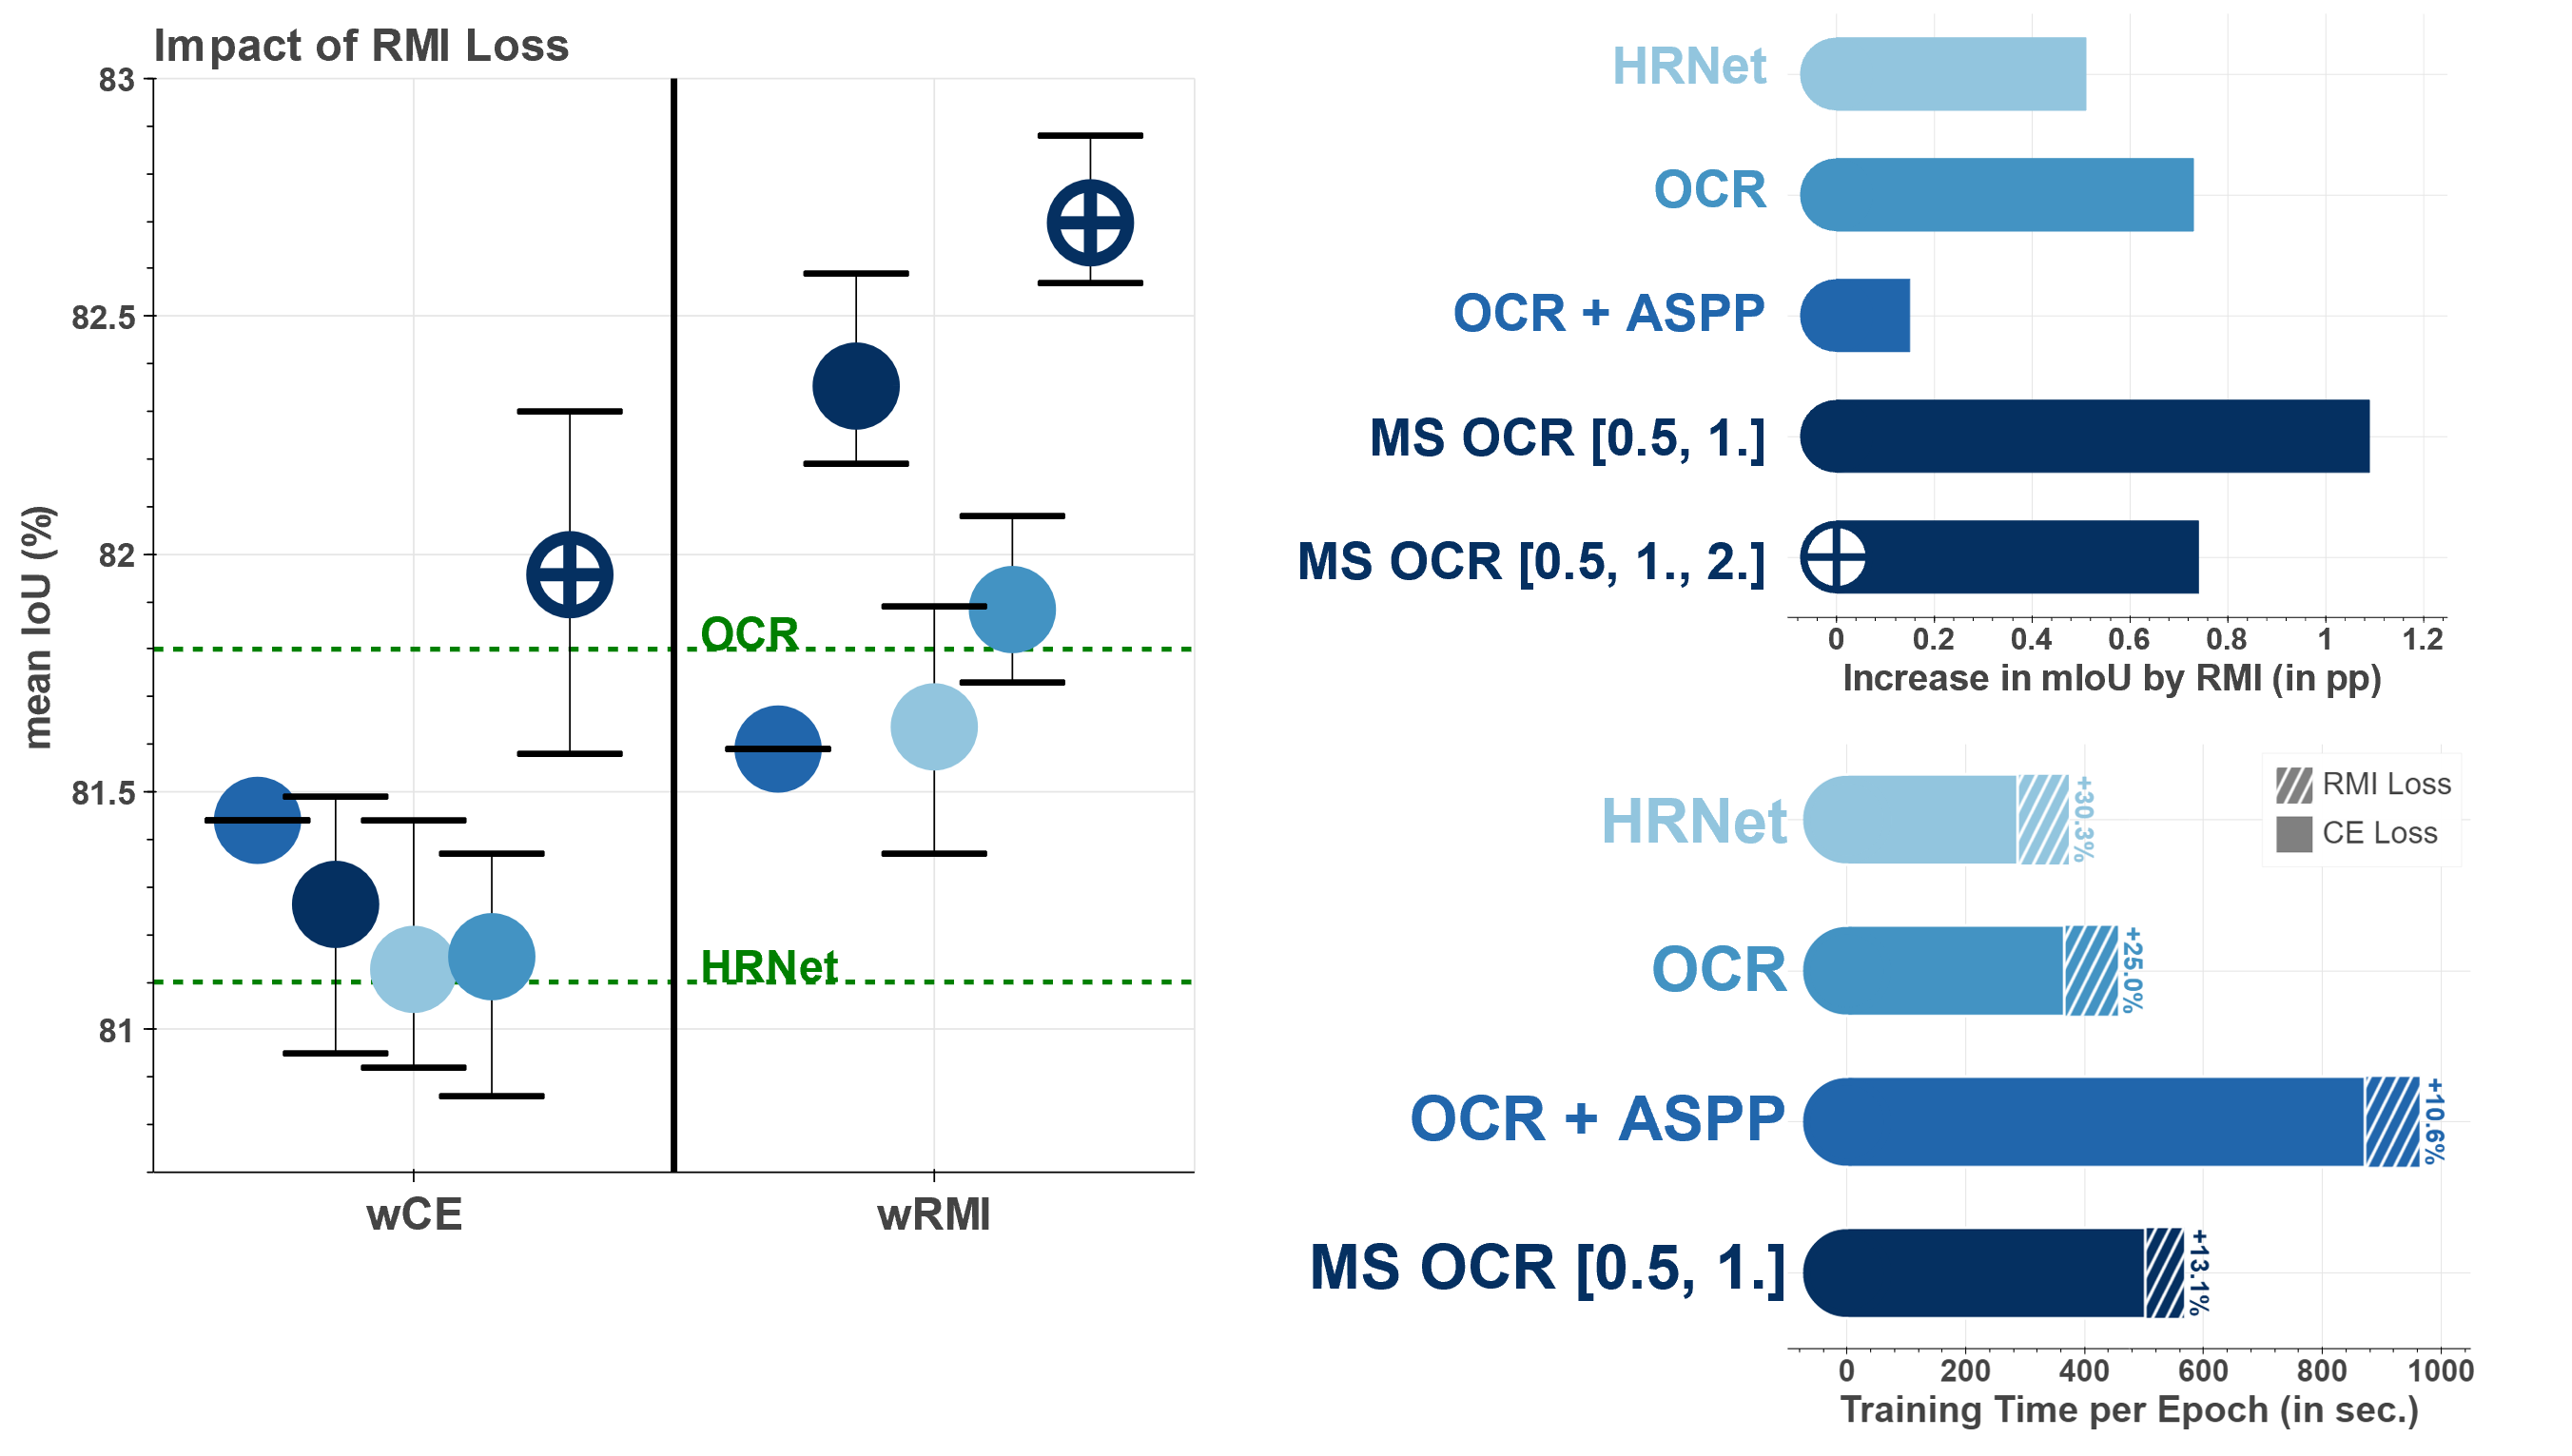 Impact of RMI Loss
83
82.5
82
81.5
81
mean IoU (%)
OCR
HRNet
wCE
wRMI
HRNet
OCR
OCR + ASPP
MS OCR [0.5, 1.]
MS OCR [0.5, 1., 2.]
0 0.2 0.4 0.6 0.8 1 1.2
Increase in mIoU by RMI (in pp)
RMI Loss
CE Loss
HRNet
+30.3%
OCR
+25.0%
OCR + ASPP
+10.6%
MS OCR [0.5, 1.]
+13.1%
0 200 400 600 800 1000
Training Time per Epoch (in sec.)